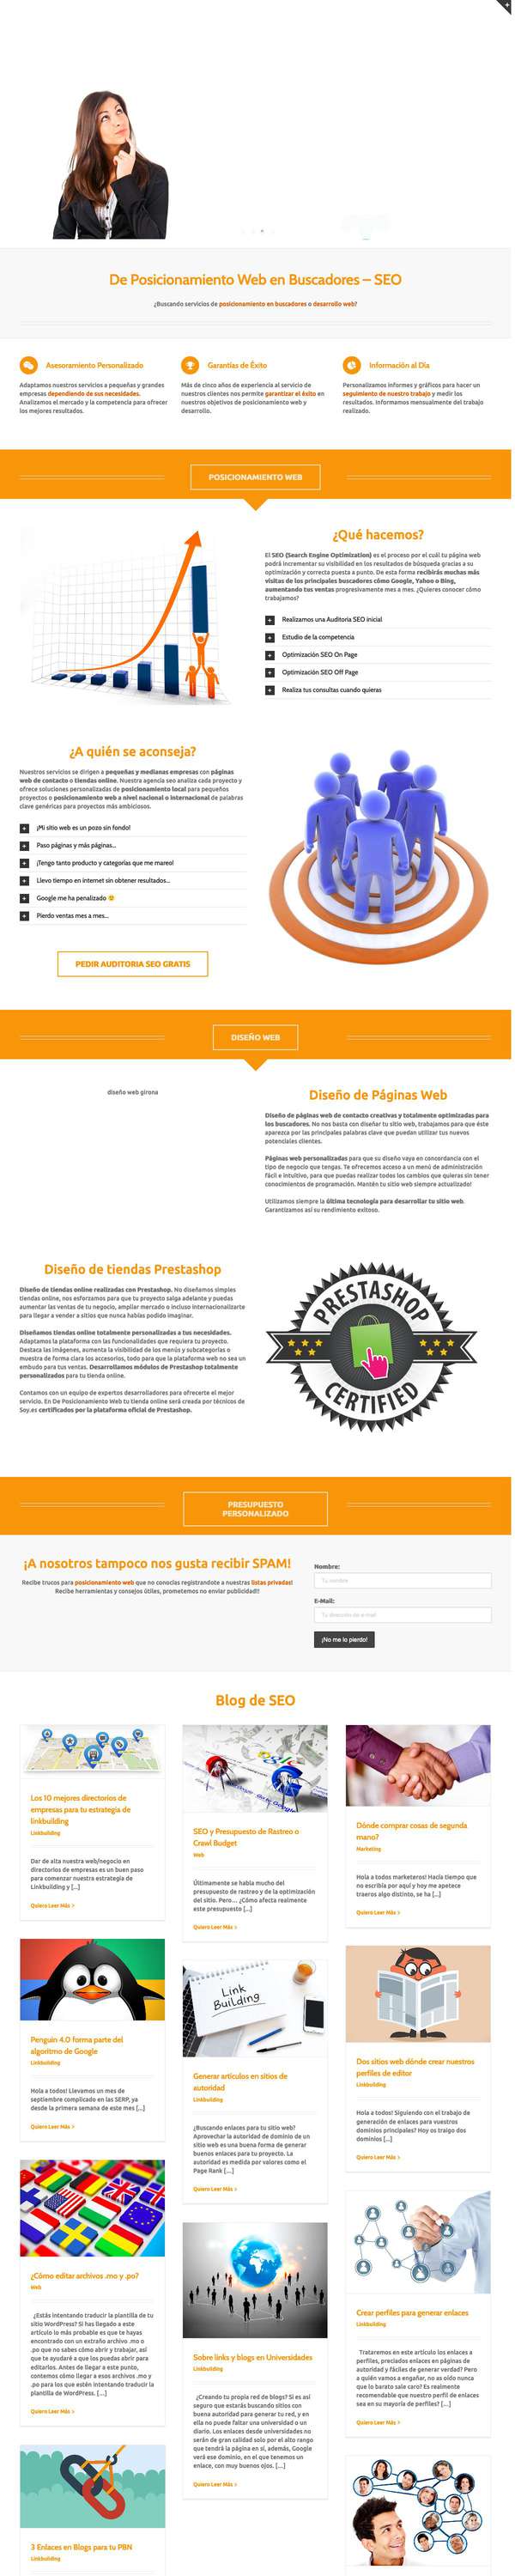 De Posicionamiento Web en Buscadores – SEO
¿Buscando servicios de posicionamiento en buscadores o desarrollo web?
Asesoramiento Personalizado
Adaptamos nuestros servicios a pequeñas y grandes
empresas dependiendo de sus necesidades.
Analizamos el mercado y la competencia para ofrecer
los mejores resultados.
Garantías de Éxito
Más de cinco años de experiencia al servicio de
nuestros clientes nos permite garantizar el éxito en
nuestros objetivos de posicionamiento web y
desarrollo.
Información al Día
Personalizamos informes y gráficos para hacer un
seguimiento de nuestro trabajo y medir los
resultados. Informamos mensualmente del trabajo
realizado.
POSICIONAMIENTO WEB
¿Qué hacemos?
El SEO (Search Engine Optimization) es el proceso por el cuál tu página web
podrá incrementar su visibilidad en los resultados de búsqueda gracias a su
optimización y correcta puesta a punto. De esta forma recibirás muchas más
visitas de los principales buscadores cómo Google, Yahoo o Bing,
aumentando tus ventas progresivamente mes a mes. ¿Quieres conocer cómo
trabajamos?
Realizamos una Auditoria SEO inicial
Estudio de la competencia
Optimización SEO On Page
Optimización SEO Off Page
Realiza tus consultas cuando quieras
¿A quién se aconseja?
Nuestros servicios se dirigen a pequeñas y medianas empresas con páginas
web de contacto o tiendas online. Nuestra agencia seo analiza cada proyecto y
ofrece soluciones personalizadas de posicionamiento local para pequeños
proyectos o posicionamiento web a nivel nacional o internacional de palabras
clave genéricas para proyectos más ambiciosos.
¡Mi sitio web es un pozo sin fondo!
Paso páginas y más páginas...
¡Tengo tanto producto y categorías que me mareo!
Llevo tiempo en internet sin obtener resultados...
Google me ha penalizado 🙁
Pierdo ventas mes a mes...
PEDIR AUDITORIA SEO GRATIS
DISEÑO WEB
diseño web girona
Diseño de Páginas Web
Diseño de páginas web de contacto creativas y totalmente optimizadas para
los buscadores. No nos basta con diseñar tu sitio web, trabajamos para que éste
aparezca por las principales palabras clave que puedan utilizar tus nuevos
potenciales clientes.
Páginas web personalizadas para que su diseño vaya en concordancia con el
tipo de negocio que tengas. Te ofrecemos acceso a un menú de administración
fácil e intuitivo, para que puedas realizar todos los cambios que quieras sin tener
conocimientos de programación. Mantén tu sitio web siempre actualizado!
Utilizamos siempre la última tecnología para desarrollar tu sitio web.
Garantizamos así su rendimiento exitoso.
Diseño de tiendas Prestashop
Diseño de tiendas online realizadas con Prestashop. No diseñamos simples
tiendas online, nos esforzamos para que tu proyecto salga adelante y puedas
aumentar las ventas de tu negocio, ampliar mercado o incluso internacionalizarte
para llegar a vender a sitios que nunca habías podido imaginar.
Diseñamos tiendas online totalmente personalizadas a tus necesidades.
Adaptamos la plataforma con las funcionalidades que requiera tu proyecto.
Destaca las imágenes, aumenta la visibilidad de los menús y subcategorías o
muestra de forma clara los accesorios, todo para que la plataforma web no sea un
embudo para tus ventas. Desarrollamos módulos de Prestashop totalmente
personalizados para tu tienda online.
Contamos con un equipo de expertos desarrolladores para ofrecerte el mejor
servicio. En De Posicionamiento Web tu tienda online será creada por técnicos de
Soy.es certificados por la plataforma oficial de Prestashop.
PRESTASHOP
CERTIFIED
PRESUPUESTO
PERSONALIZADO
¡A nosotros tampoco nos gusta recibir SPAM!
Recibe trucos para posicionamiento web que no conocías registrandote a nuestras listas privadas!
Recibe herramientas y consejos útiles, prometemos no enviar publicidad!!
Nombre:
Tu nombre
E-Mail:
Tu dirección de e-mail
¡No me lo pierdo!
Blog de SEO
Los 10 mejores directorios de
empresas para tu estrategia de
linkbuilding
Linkbuilding
Dar de alta nuestra web/negocio en
directorios de empresas es un buen paso
para comenzar nuestra estrategia de
Linkbuilding y [...]
Quiero Leer Más >
SEO y Presupuesto de Rastreo o
Crawl Budget
Web
Últimamente se habla mucho del
presupuesto de rastreo y de la optimización
del sitio. Pero... ¿Cómo afecta realmente
este presupuesto [...]
Quiero Leer Más >
Dónde comprar cosas de segunda
mano?
Marketing
Hola a todos marketeros! Hacía tiempo que
no escribía por aquí y hoy me apetece
traeros algo distinto, se ha [...]
Quiero Leer Más >
Penguin 4.0 forma parte del
algoritmo de Google
Linkbuilding
Hola a todos! Llevamos un mes de
septiembre complicado en las SERP, ya
desde la primera semana de este mes [...]
Quiero Leer Más >
Link
Building
Generar artículos en sitios de
autoridad
Linkbuilding
¿Buscando enlaces para tu sitio web?
Aprovechar la autoridad de dominio de un
sitio web es una buena forma de generar
buenos enlaces para tu proyecto. La
autoridad es medida por valores como el
Page Rank [...]
Quiero Leer Más >
Dos sitios web dónde crear nuestros
perfiles de editor
Linkbuilding
Hola a todos! Siguiendo con el trabajo de
generación de enlaces para vuestros
dominios principales? Hoy os traigo dos
dominios [...]
Quiero Leer Más >
¿Cómo editar archivos .mo y .po?
Web
¿Estás intentando traducir la plantilla de tu
sitio WordPress? Si has llegado a este
artículo lo más probable es que te hayas
encontrado con un extraño archivo .mo o
.po que no sabes cómo abrir y trabajar, así
que te ayudaré a que los puedas abrir para
editarlos. Antes de llegar a este punto,
contemos cómo llegar a esos archivos .mo y
.po para los que estén intentando traducir la
plantilla de WordPress. [...]
Quiero Leer Más >
Sobre links y blogs en Universidades
Linkbuilding
¿Creando tu propia red de blogs? Si es así
seguro que estarás buscando sitios con
buena autoridad para generar tu red, y en
ella no puede faltar una universidad o un
diario. Los enlaces desde universidades no
serán de gran calidad solo por el alto rango
que tendrá la página en sí, además, Google
verá ese dominio, en el que tenemos un
enlace, con muy buenos ojos. [...]
Quiero Leer Más >
Crear perfiles para generar enlaces
Linkbuilding
Trataremos en este artículo los enlaces a
perfiles, preciados enlaces en páginas de
autoridad y fáciles de generar verdad? Pero
a quién vamos a engañar, no as oído nunca
que lo barato sale caro? Es realmente
recomendable que nuestro perfil de enlaces
sea en su mayoría de perfiles? [...]
Quiero Leer Más >
3 Enlaces en Blogs para tu PBN
Linkbuilding